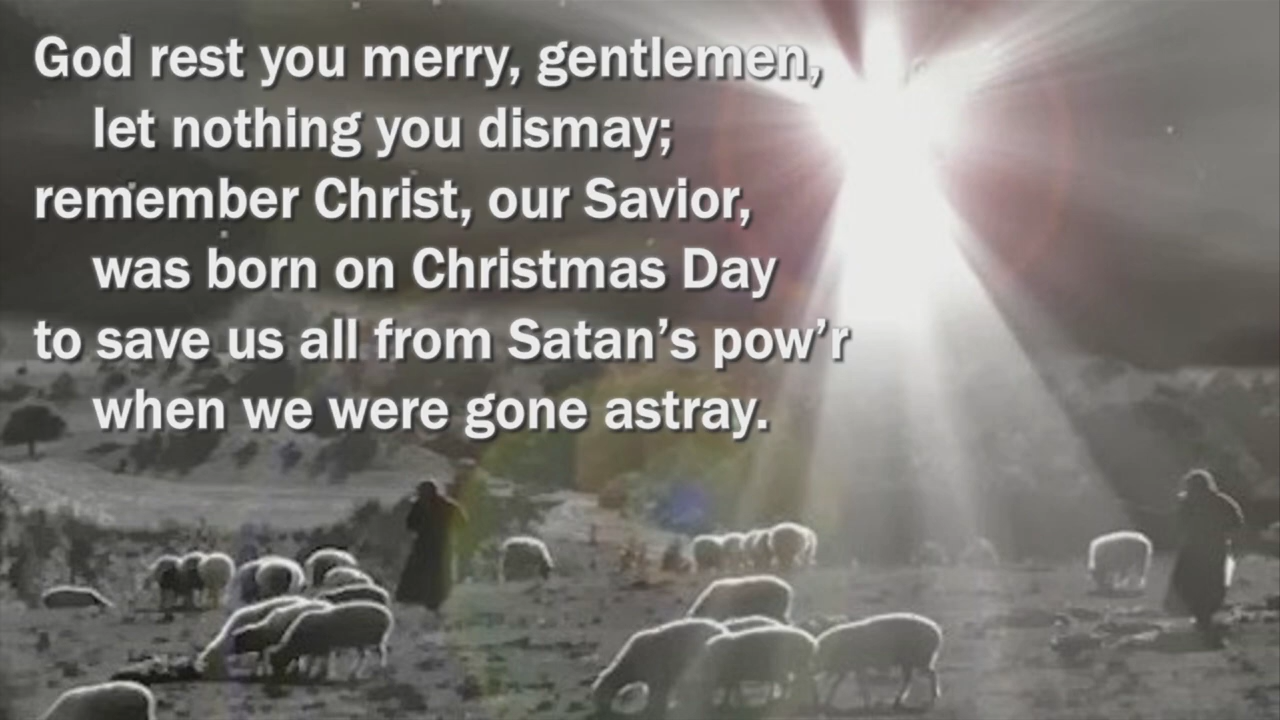 God rest you merry, gentlemen,
let nothing you dismay;
remember Christ, our Savior,
was born on Christmas Day
to save us all from Satan’s pow’r
when we were gone astray.